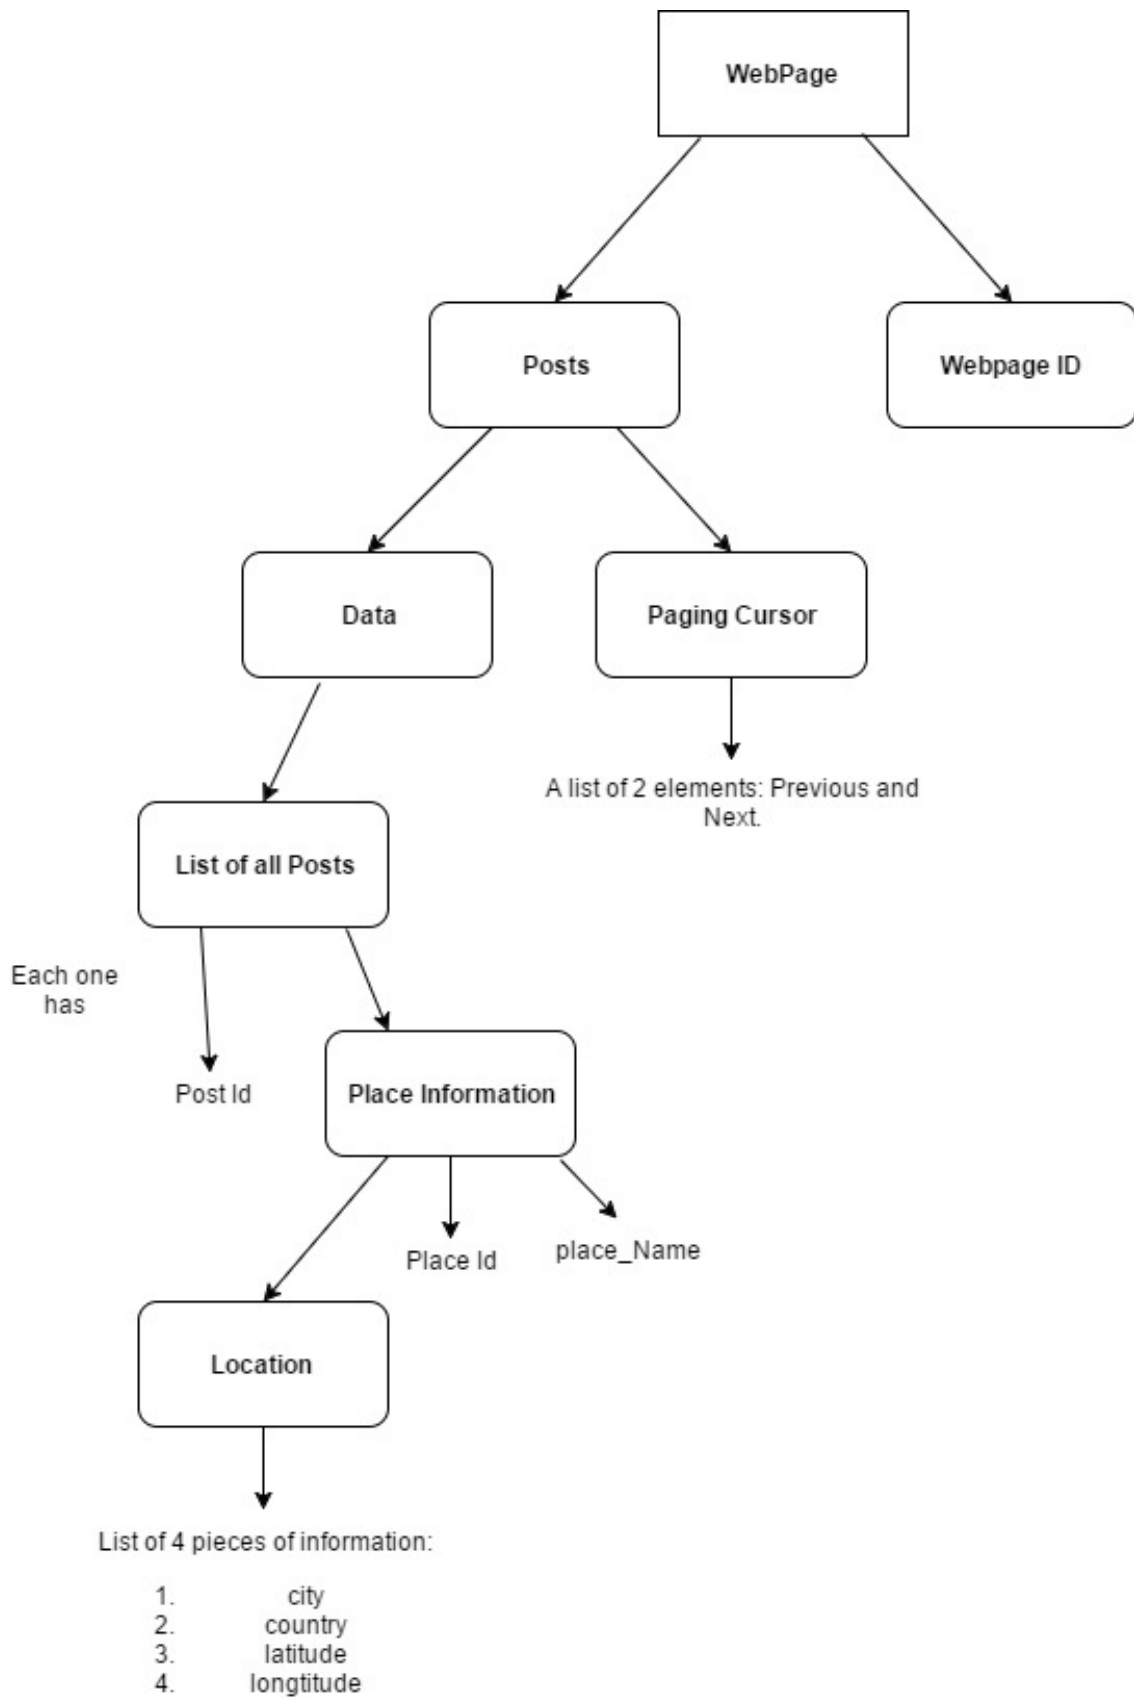 WebPage
Posts
Webpage ID
Data
Paging Cursor
A list of 2 elements: Previous and
Next.
List of all Posts
Each one
has
Post Id
Place Information
Place Id
place_Name
Location
List of 4 pieces of information:
1. city
2. country
3. latitude
4. longtitude